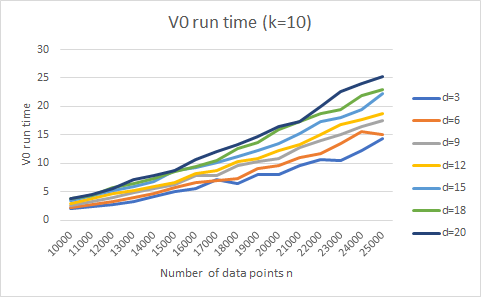 V0 run time (k=10)
30
25
20
15
10
5
0
V0 run time
10000
11000
12000
13000
14000
15000
16000
17000
18000
19000
20000
21000
22000
23000
24000
25000
Number of data points n
d=3
d=6
d=9
d=12
d=15
d=18
d=20